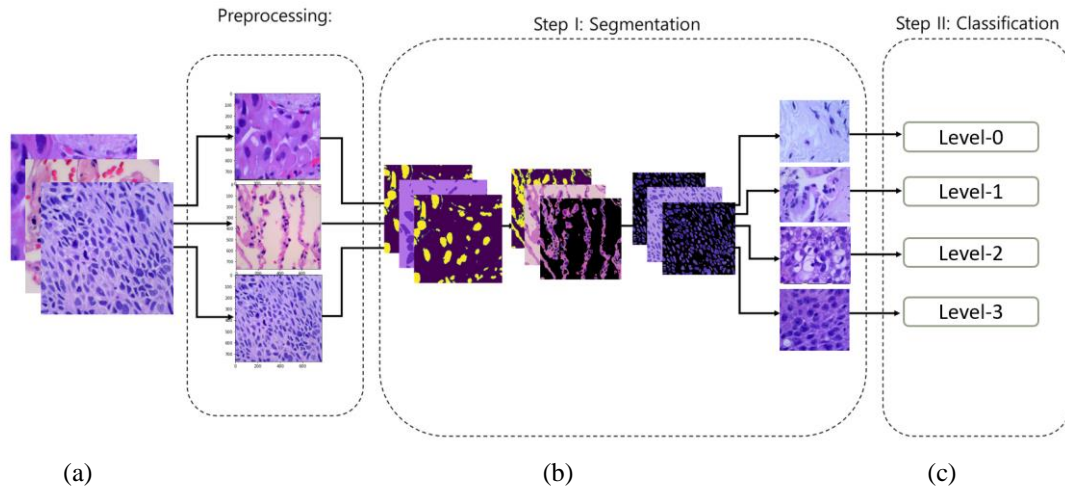 Preprocessing:
Step I: Segmentation
Step II: Classification
Level-0
Level-1
Level-2
Level-3
(a)
(b)
(c)